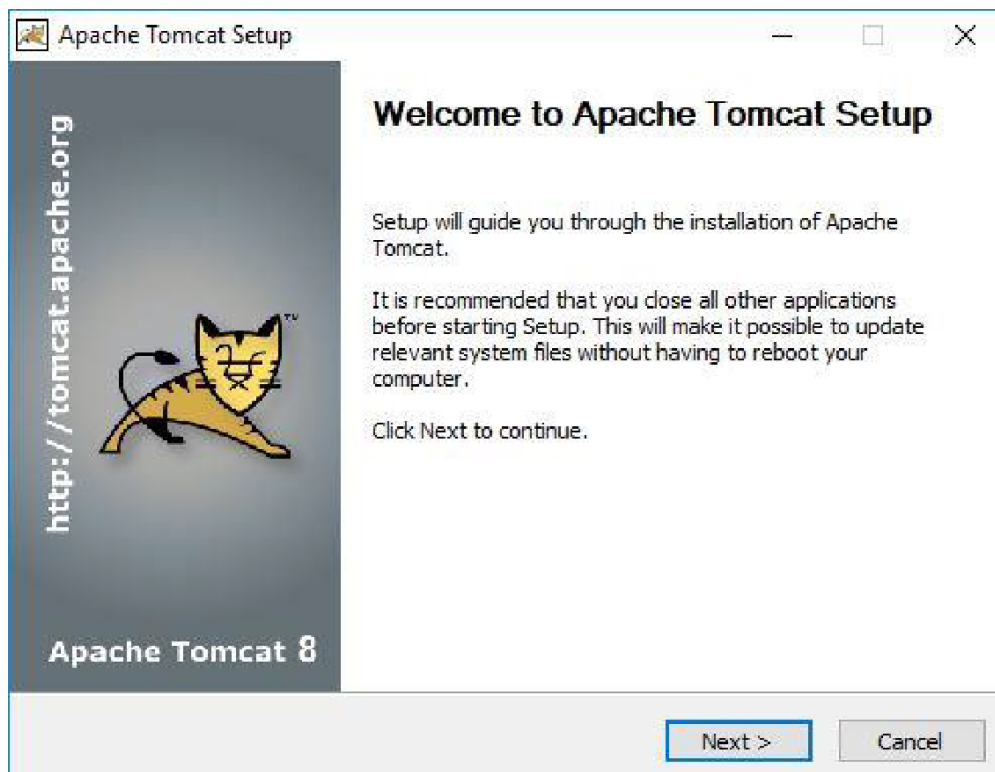 Apache Tomcat Setup
http://tomcat.apache.org
Apache Tomcat 8
Welcome to Apache Tomcat Setup
Setup will guide you through the installation of Apache
Tomcat.
It is recommended that you close all other applications
before starting Setup. This will make it possible to update
relevant system files without having to reboot your
computer.
Click Next to continue.
TM
Next >
Cancel